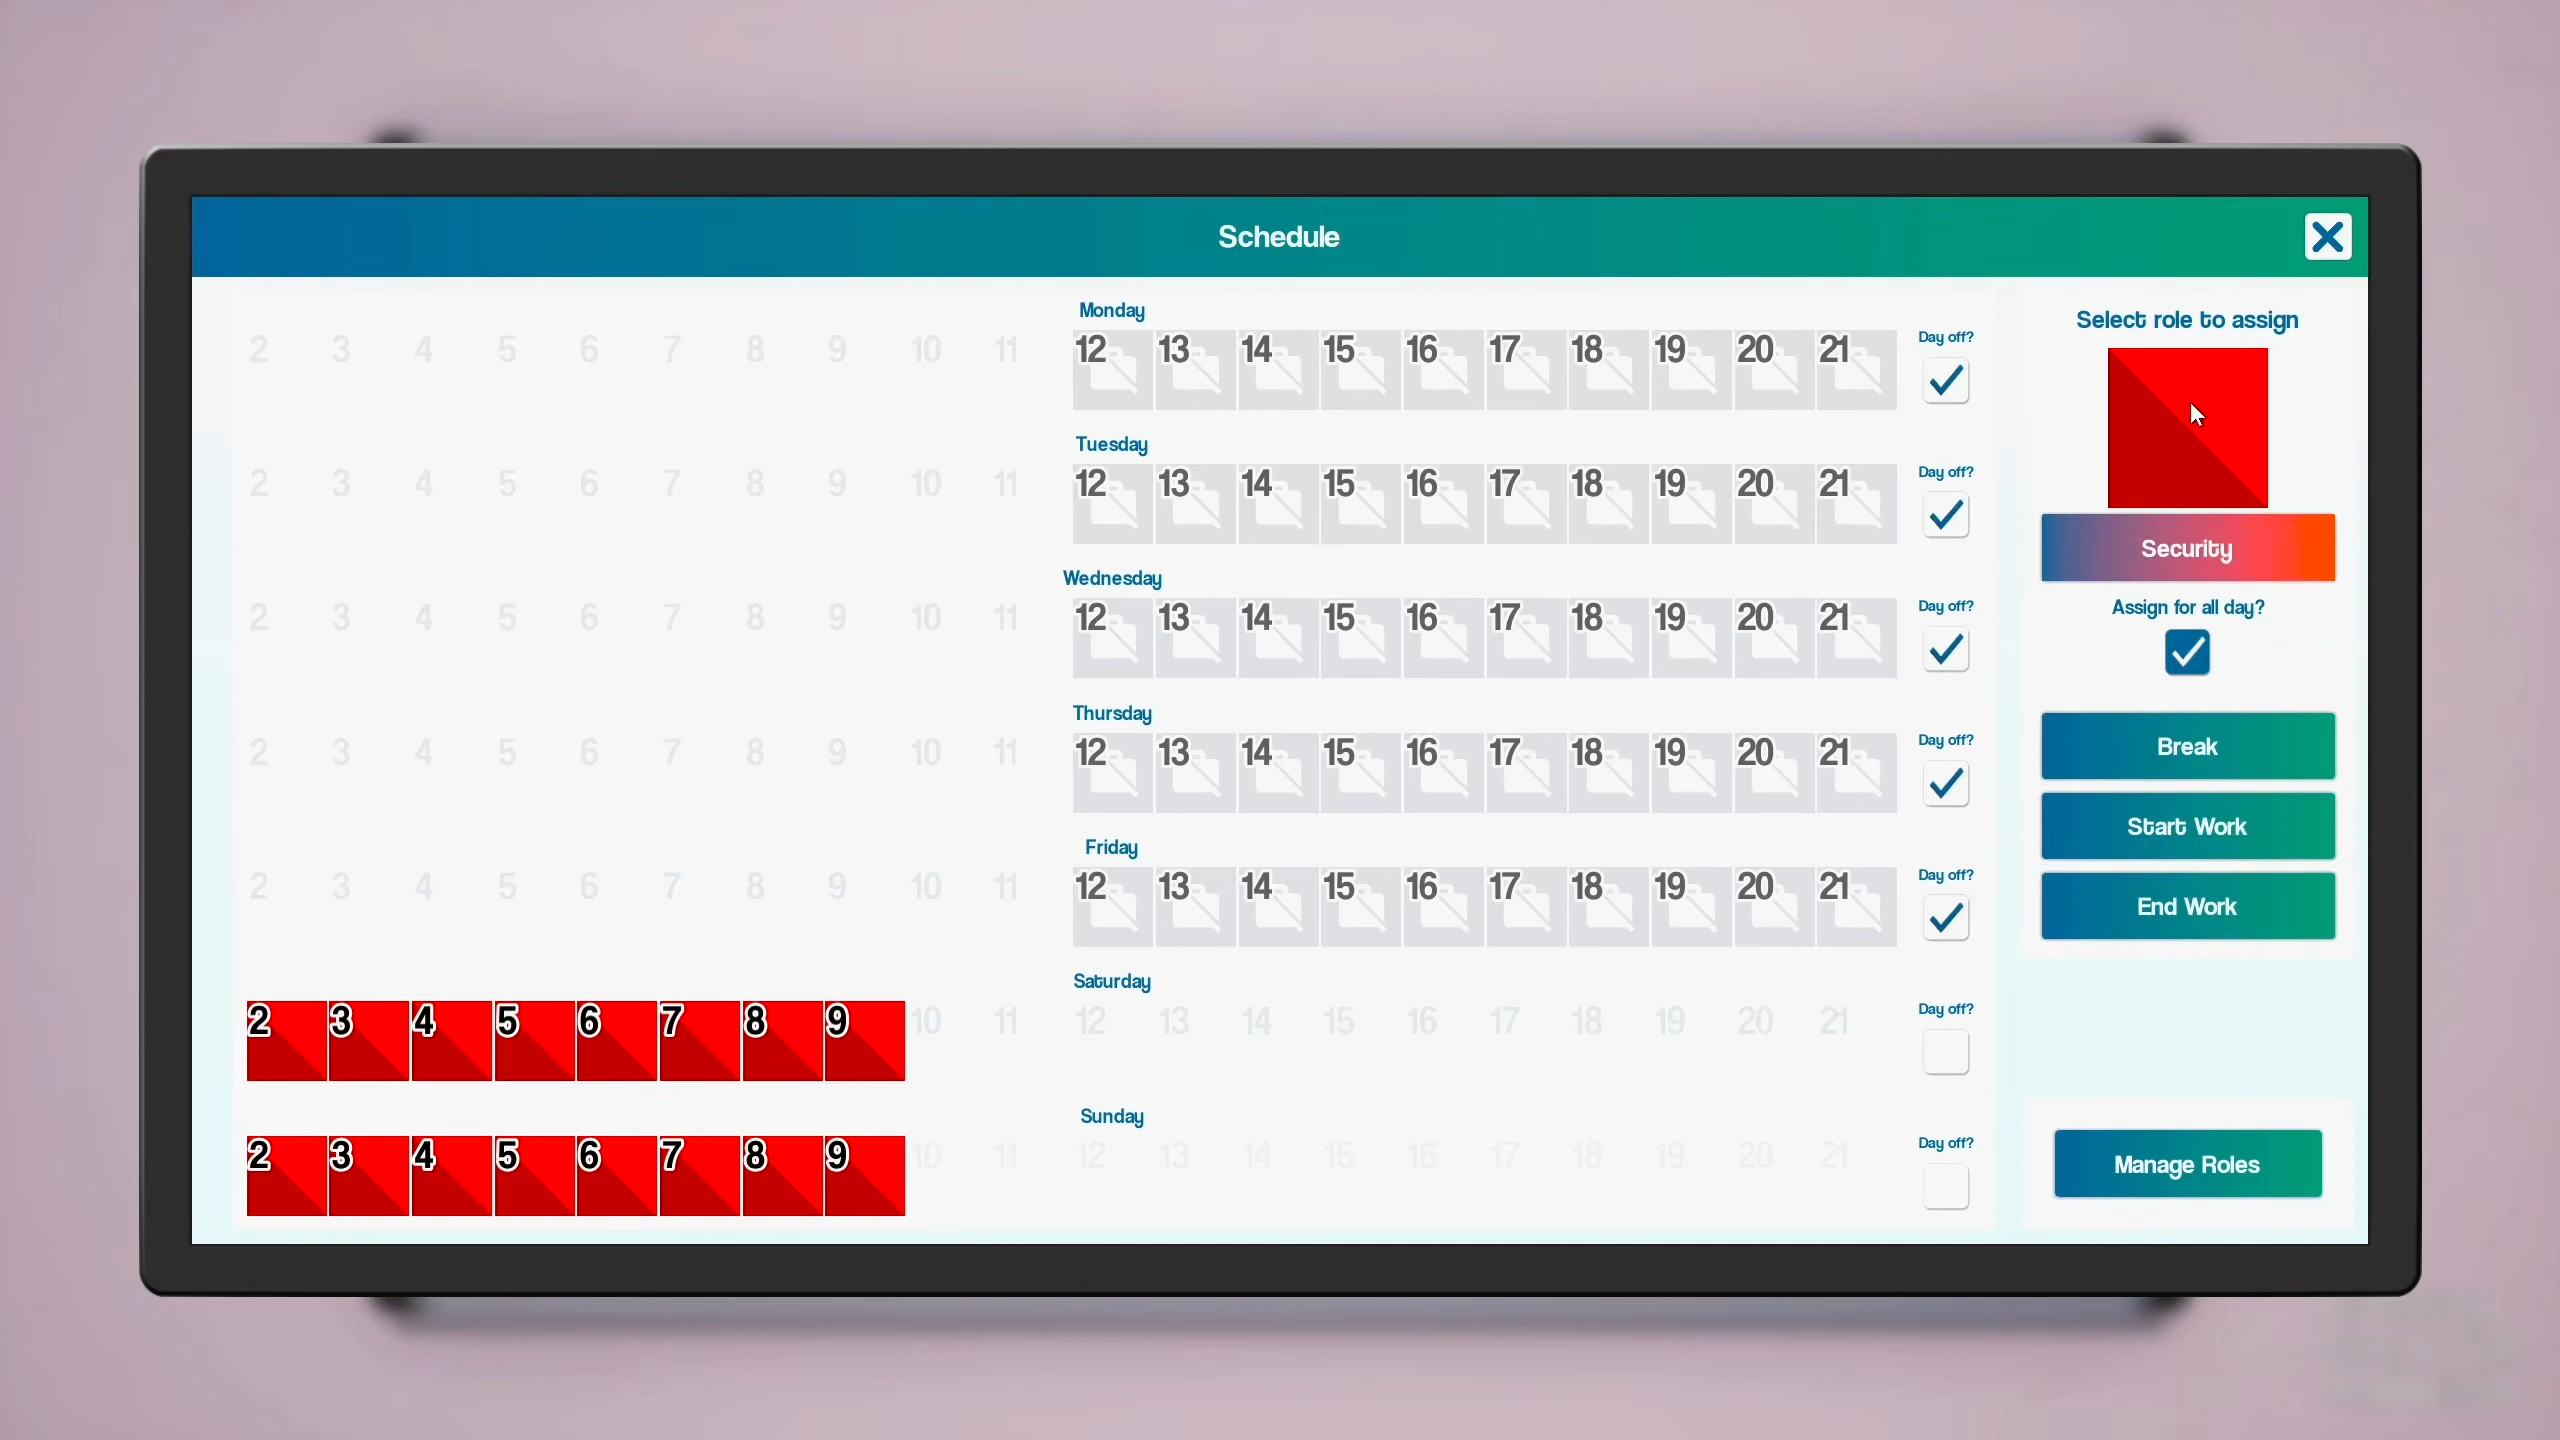 Schedule
Monday
2 3 4 5 6 7 8 9 10 11 12 13 14 15 16 17 18 19 20 21 Day off?
Tuesday
2 3 4 5 6 7 8 9 10 11 12 13 14 15 16 17 18 19 20 21 Day off?
Wednesday
2 3 4 5 6 7 8 9 10 11 12 13 14 15 16 17 18 19 20 21 Day off?
Thursday
2 3 4 5 6 7 8 9 10 11 12 13 14 15 16 17 18 19 20 21 Day off?
Friday
2 3 4 5 6 7 8 9 10 11 12 13 14 15 16 17 18 19 20 21 Day off?
Saturday
2 3 4 5 6 7 8 9 10 11 12 13 14 15 16 17 18 19 20 21 Day off?
Sunday
2 3 4 5 6 7 8 9 10 11 12 13 14 15 16 17 18 19 20 21 Day off?
Select role to assign
Security
Assign for all day?
Break
Start Work
End Work
Manage Roles